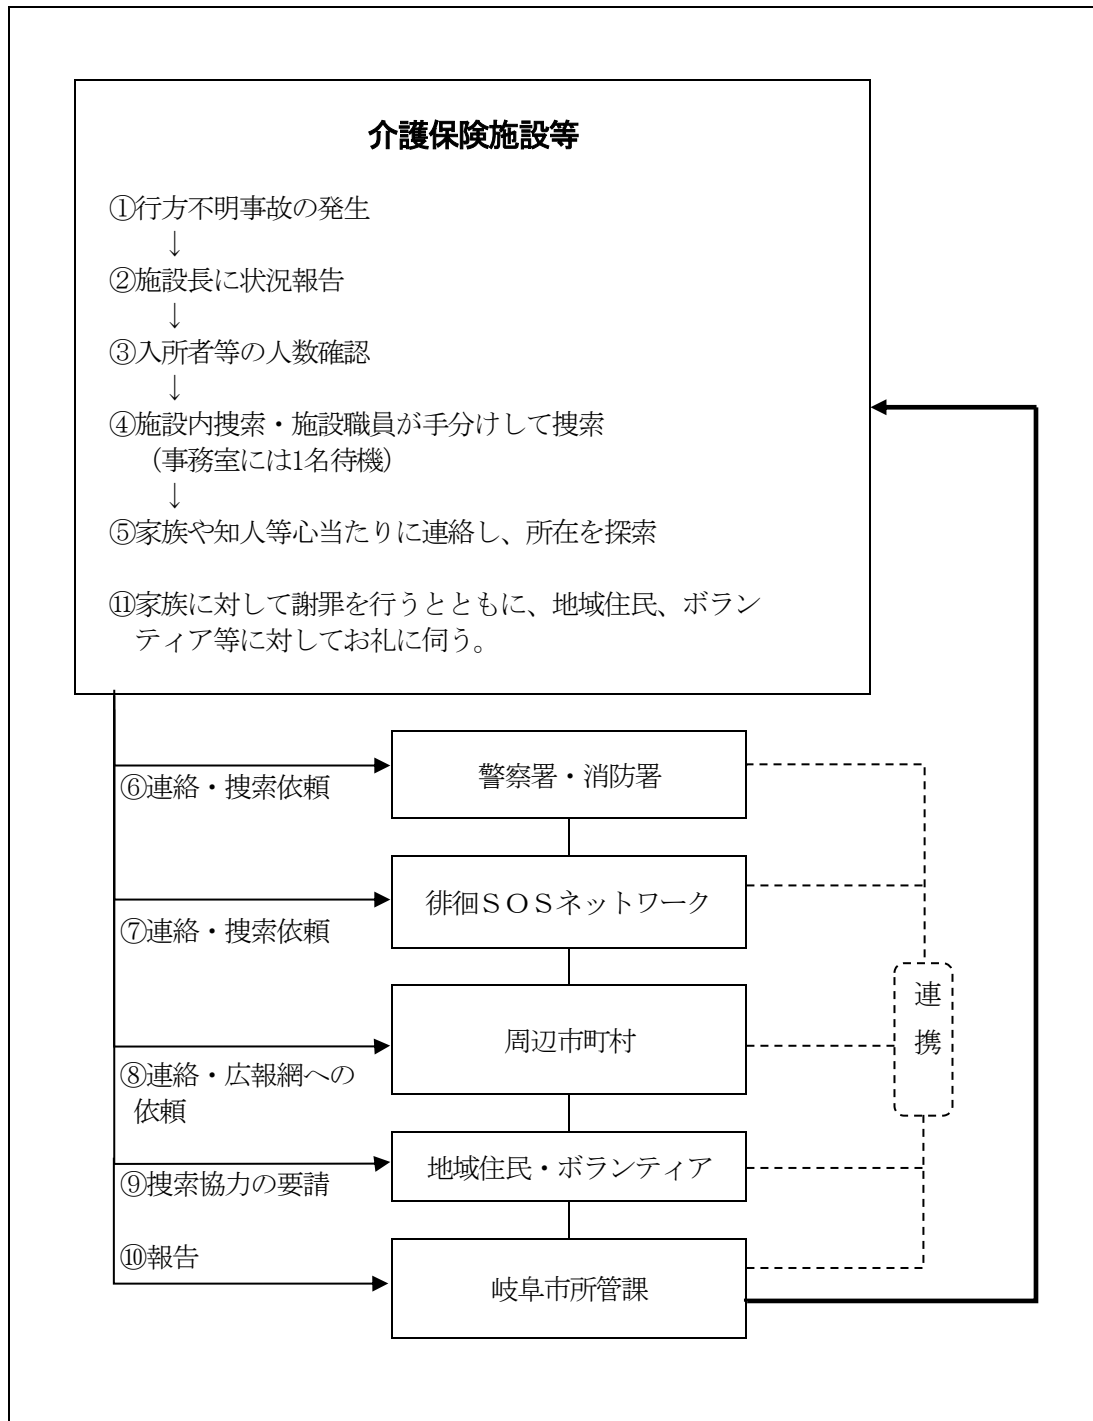 介護保険施設等
①行方不明事故の発生
↓
②施設長に状況報告
↓
③入所者等の人数確認
↓
④施設内捜索・施設職員が手分けして捜索
（事務室には1名待機）
↓
⑤家族や知人等心当たりに連絡し、所在を探索
⑪家族に対して謝罪を行うとともに、地域住民、ボラン
ティア等に対してお礼に伺う。
警察署・消防署
⑥連絡・捜索依頼
徘徊ＳＯＳネットワーク
⑦連絡・捜索依頼
連
携
周辺市町村
⑧連絡・広報網への
依頼
地域住民・ボランティア
⑨捜索協力の要請
⑩報告
岐阜市所管課